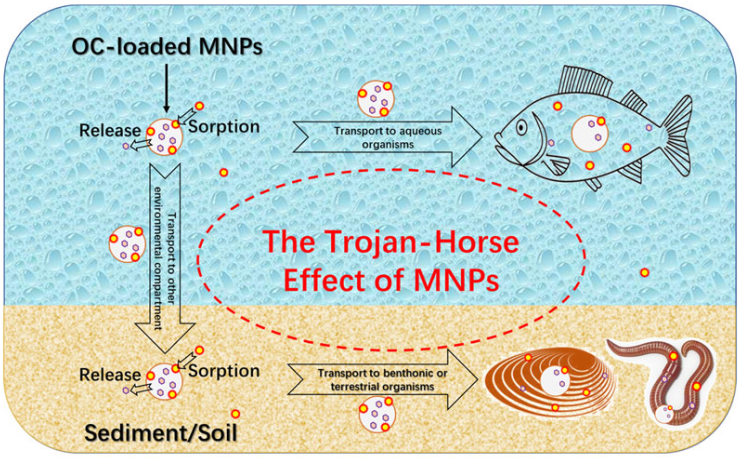 OC-loaded MNPs
Release
Sorption
Transport to aqueous
organisms
Transport to other
environmental compartment
The Trojan-Horse
Effect of MNPs
Release
Sorption
Transport to benthonic or
terrestrial organisms
Sediment/Soil